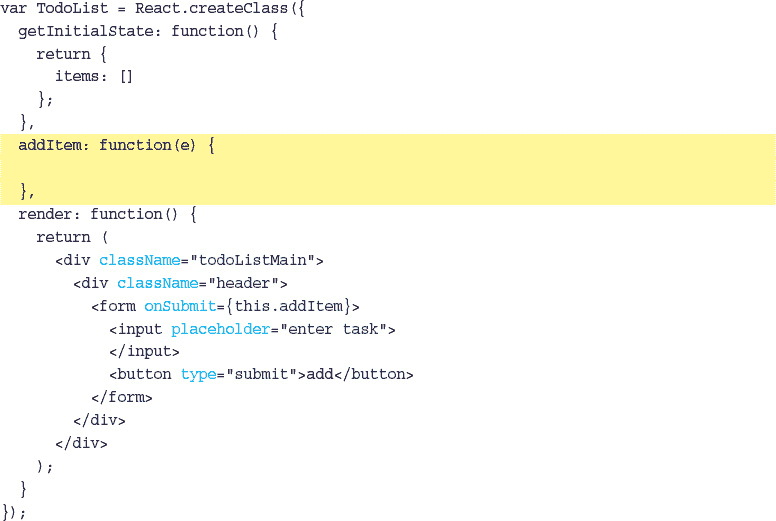 var TodoList = React.createClass({
  getInitialState: function() {
    return {
      items: []
    };
  },
  addItem: function(e) {

  },
  render: function() {
    return (
      <div className="todoListMain">
        <div className="header">
          <form onSubmit={this.addItem}>
            <input placeholder="enter task">
            </input>
            <button type="submit">add</button>
          </form>
        </div>
      </div>
    );
  }
});